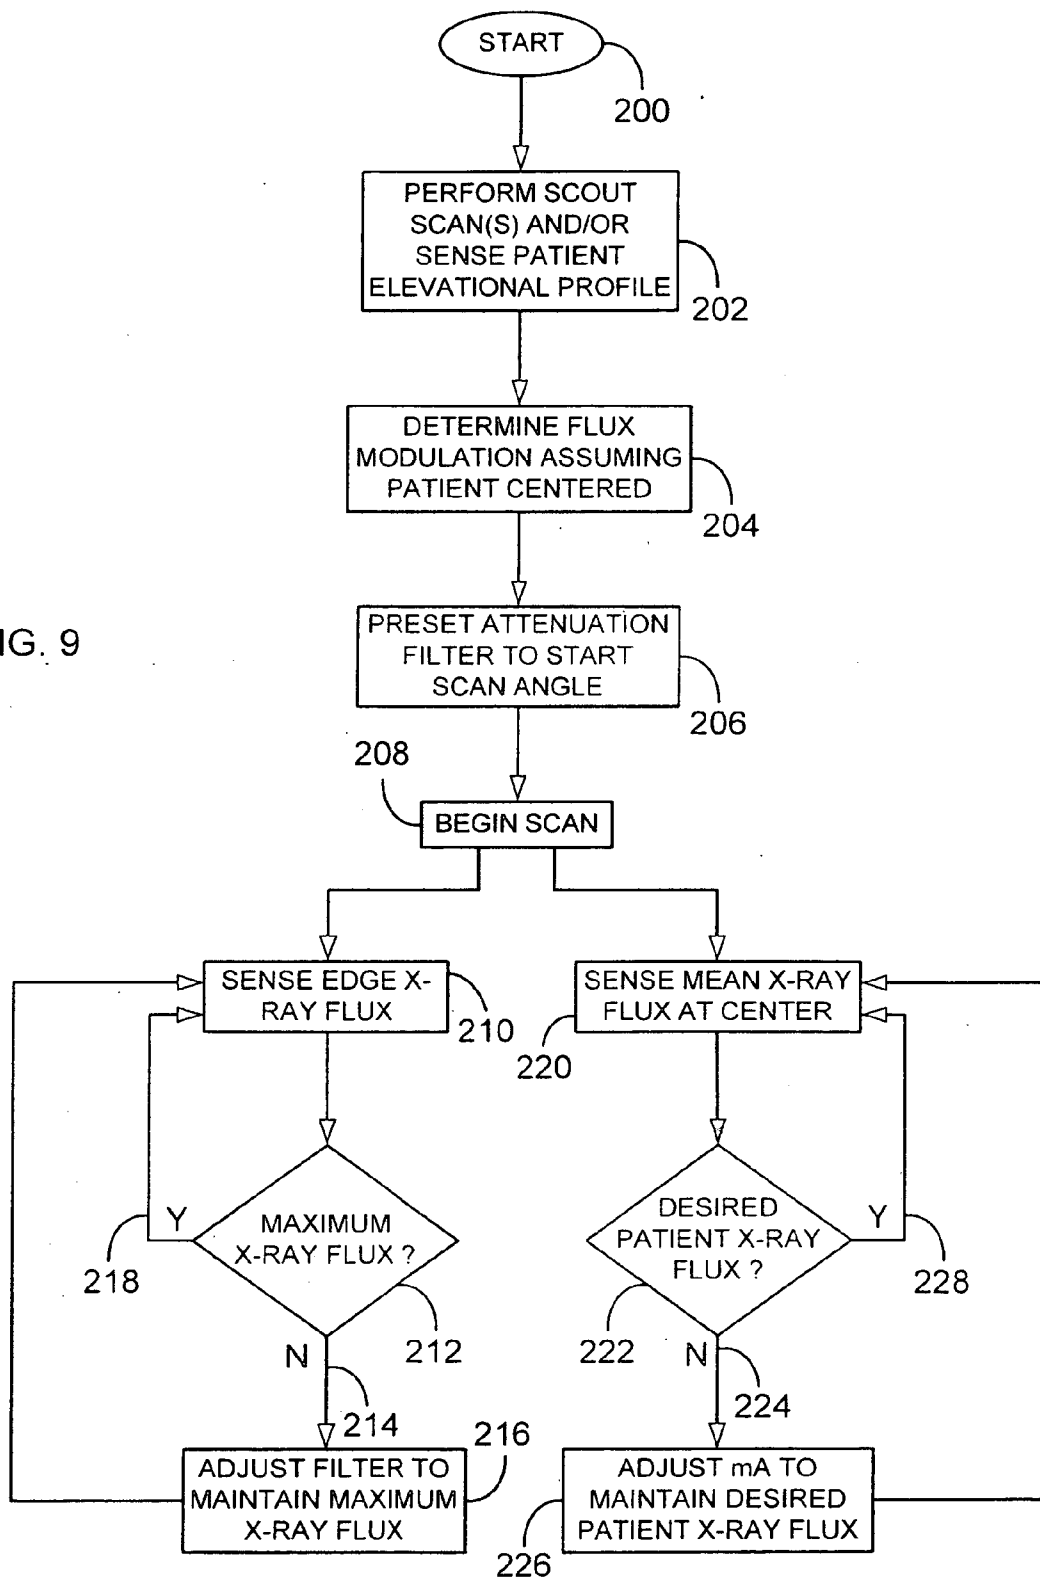 START
200
PERFORM SCOUT
SCAN(S) AND/OR
SENSE PATIENT
ELEVATIONAL PROFILE
202
DETERMINE FLUX
MODULATION ASSUMING
PATIENT CENTERED
204
IG. 9
PRESET ATTENUATION
FILTER TO START
SCAN ANGLE
206
208
BEGIN SCAN
SENSE EDGE X-
RAY FLUX
210
SENSE MEAN X-RAY
FLUX AT CENTER
220
MAXIMUM
X-RAY FLUX ?
Y
218
212
N
214
DESIRED
PATIENT X-RAY
FLUX ?
Y
228
222
N
224
ADJUST FILTER TO
MAINTAIN MAXIMUM
X-RAY FLUX
216
ADJUST mA TO
MAINTAIN DESIRED
PATIENT X-RAY FLUX
226